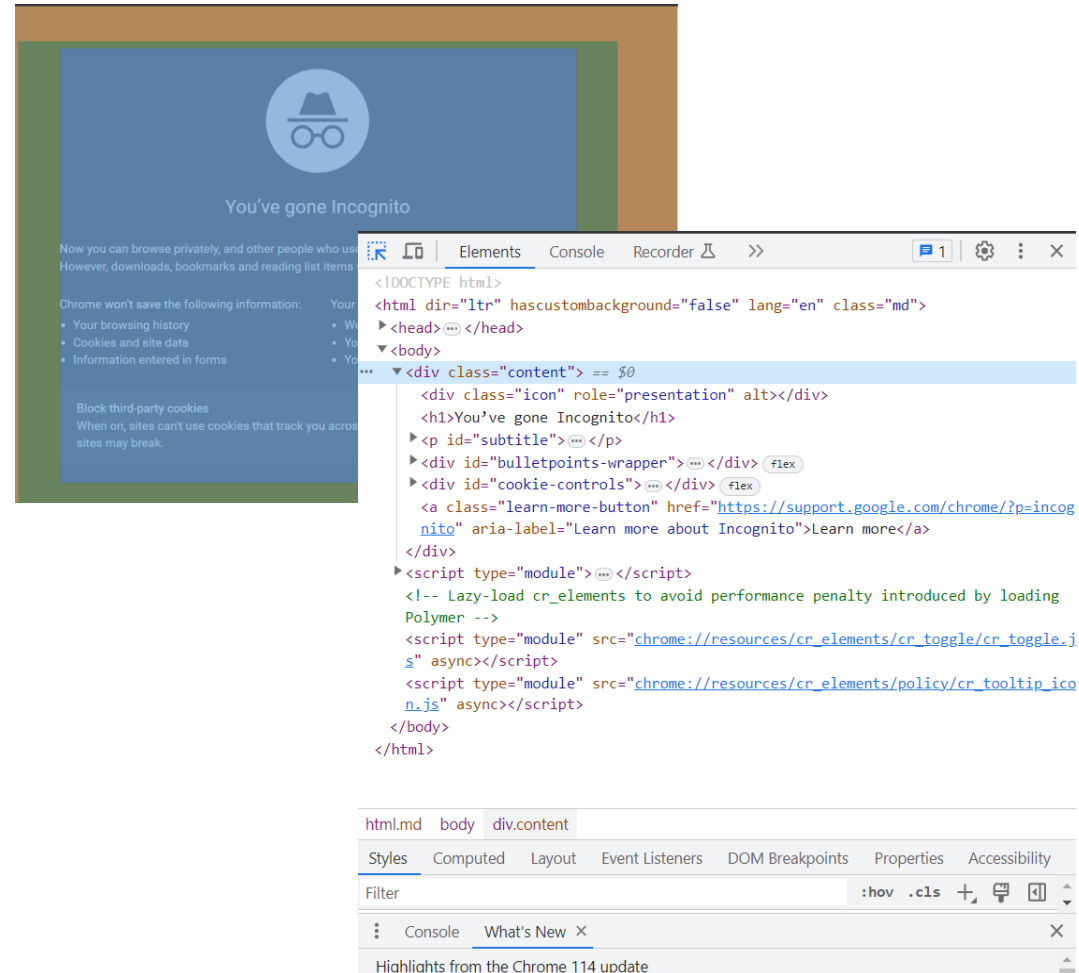 You've gone Incognito
Now you can browse privately, and other people who use
However, downloads, bookmarks and reading list items
Chrome won't save the following information:
Your browsing history
Cookies and site data
Information entered in forms
Your
We
Yo
Yo
Block third-party cookies
When on, sites can't use cookies that track you acros
sites may break.
Elements Console Recorder 1
<!DOCTYPE html>
<html dir="ltr" hascustombackground="false" lang="en" class="md">
<head>…</head>
<body>
… <div class="content"> == $0
<div class="icon" role="presentation" alt></div>
<h1>You’ve gone Incognito</h1>
<p id="subtitle">…</p>
<div id="bulletpoints-wrapper">…</div> flex
<div id="cookie-controls">…</div> flex
<a class="learn-more-button" href="https://support.google.com/chrome/?p=incog
nito" aria-label="Learn more about Incognito">Learn more</a>
</div>
<script type="module">…</script>
<!-- Lazy-load cr_elements to avoid performance penalty introduced by loading
Polymer -->
<script type="module" src="chrome://resources/cr_elements/cr_toggle/cr_toggle.j
s" async></script>
<script type="module" src="chrome://resources/cr_elements/policy/cr_tooltip_ico
n.js" async></script>
</body>
</html>
html.md body div.content
Styles Computed Layout Event Listeners DOM Breakpoints Properties Accessibility
Filter :hov .cls
Console What's New
Highlights from the Chrome 114 update